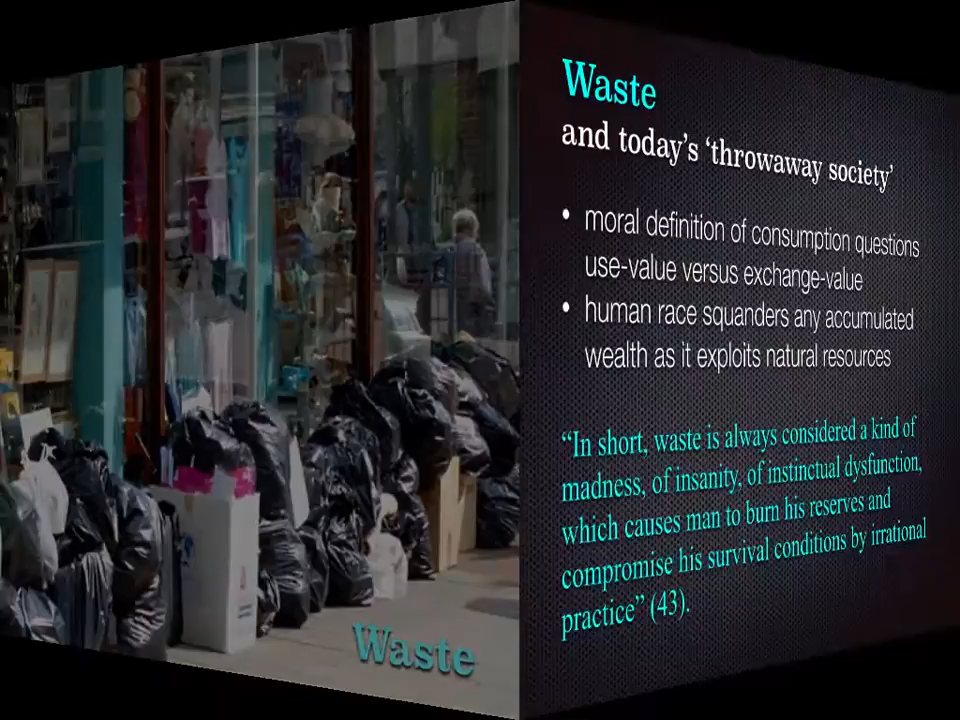 Waste
Waste
and today's ‘throwaway society’
• moral definition of consumption questions
use-value versus exchange-value
• human race squanders any accumulated
wealth as it exploits natural resources
“In short, waste is always considered a kind of
madness, of insanity, of instinctual dysfunction,
which causes man to burn his reserves and
compromise his survival conditions by irrational
practice” (43).